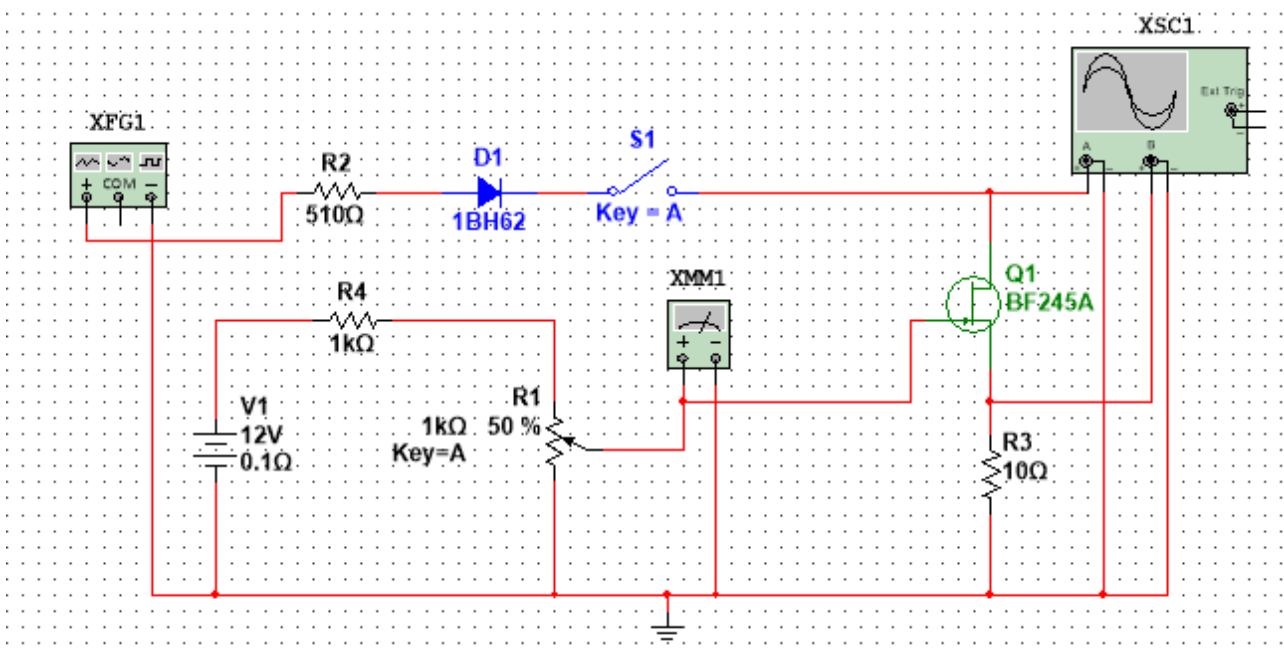 XSC1
Ext Trig
+
-
A
B
+ - + -
XFG1
+ COM -
R2
510Ω
D1
1BH62
S1
Key = A
XMM1
+ -
Q1
BF245A
R4
1kΩ
V1
12V
0.1Ω
R1
1kΩ 50 %
Key=A
R3
10Ω